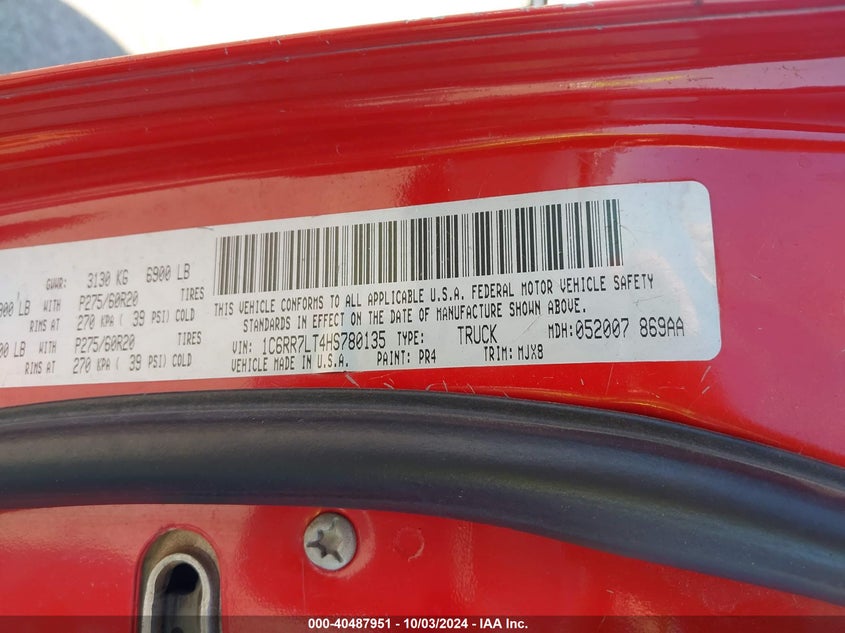 GVWR: 3130 KG 6900 LB
LB WITH P275/60R20 TIRES
RIMS AT 270 KPA ( 39 PSI) COLD
LB WITH P275/60R20 TIRES
RIMS AT 270 KPA ( 39 PSI) COLD
THIS VEHICLE CONFORMS TO ALL APPLICABLE U.S.A. FEDERAL MOTOR VEHICLE SAFETY
STANDARDS IN EFFECT ON THE DATE OF MANUFACTURE SHOWN ABOVE.
VIN: 1C6RR7LT4HS780135 TYPE: TRUCK MDH: 052007 869AA
VEHICLE MADE IN U.S.A. PAINT: PR4 TRIM: MJX8
000-40487951 - 10/03/2024 - IAA Inc.